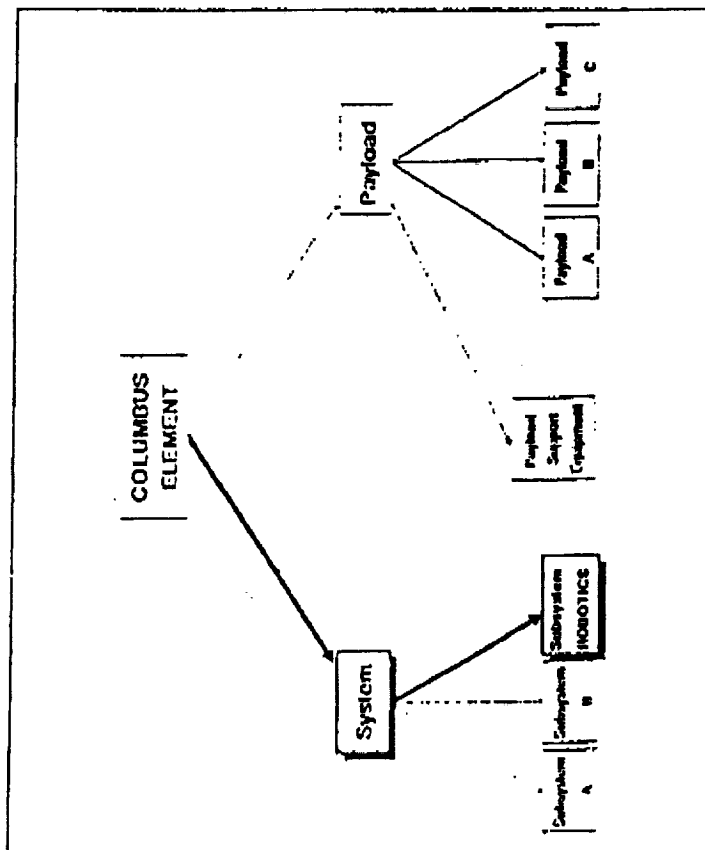 COLUMBUS
ELEMENT
System
Payload
Subsystem
A
Subsystem
B
Subsystem
ROBOTICS
Payload
Support
Equipment
Payload
A
Payload
B
Payload
C